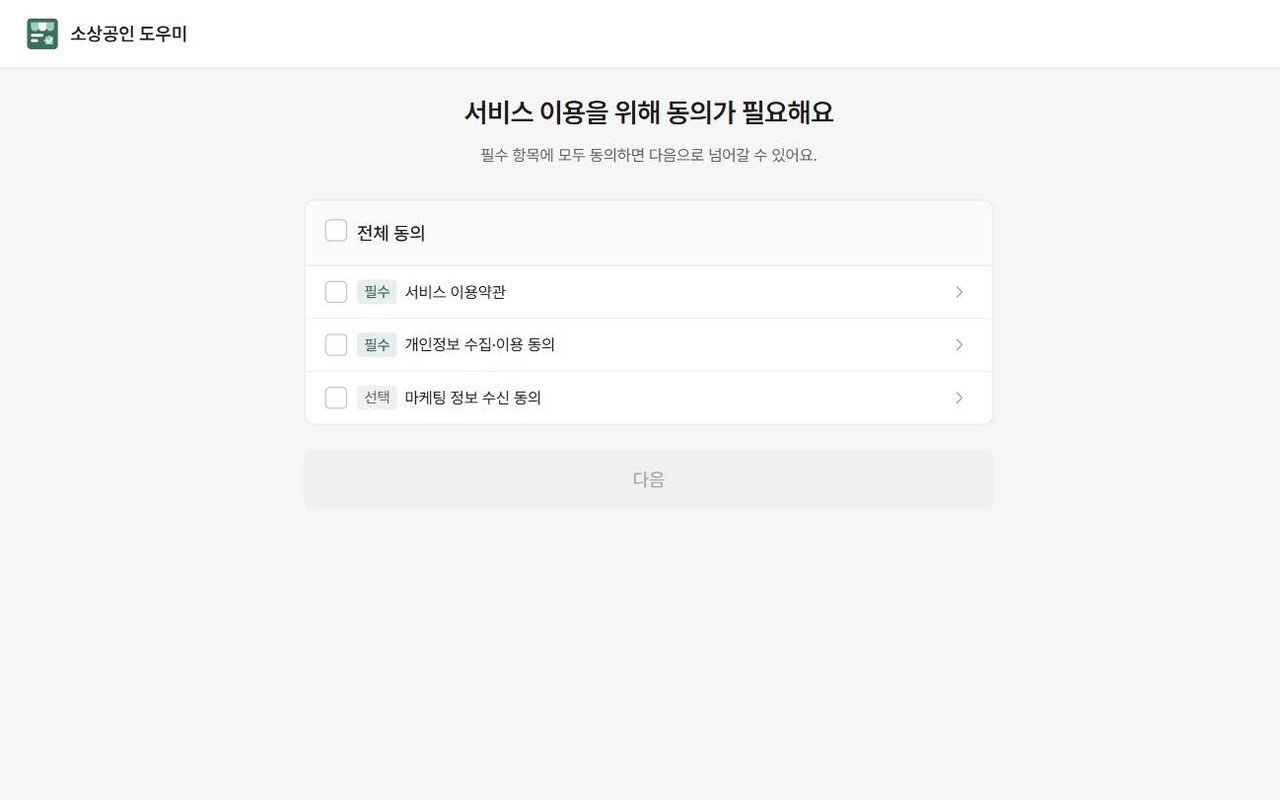 소상공인 도우미
서비스 이용을 위해 동의가 필요해요
필수 항목에 모두 동의하면 다음으로 넘어갈 수 있어요.
전체 동의
필수 서비스 이용약관
필수 개인정보 수집·이용 동의
선택 마케팅 정보 수신 동의
다음